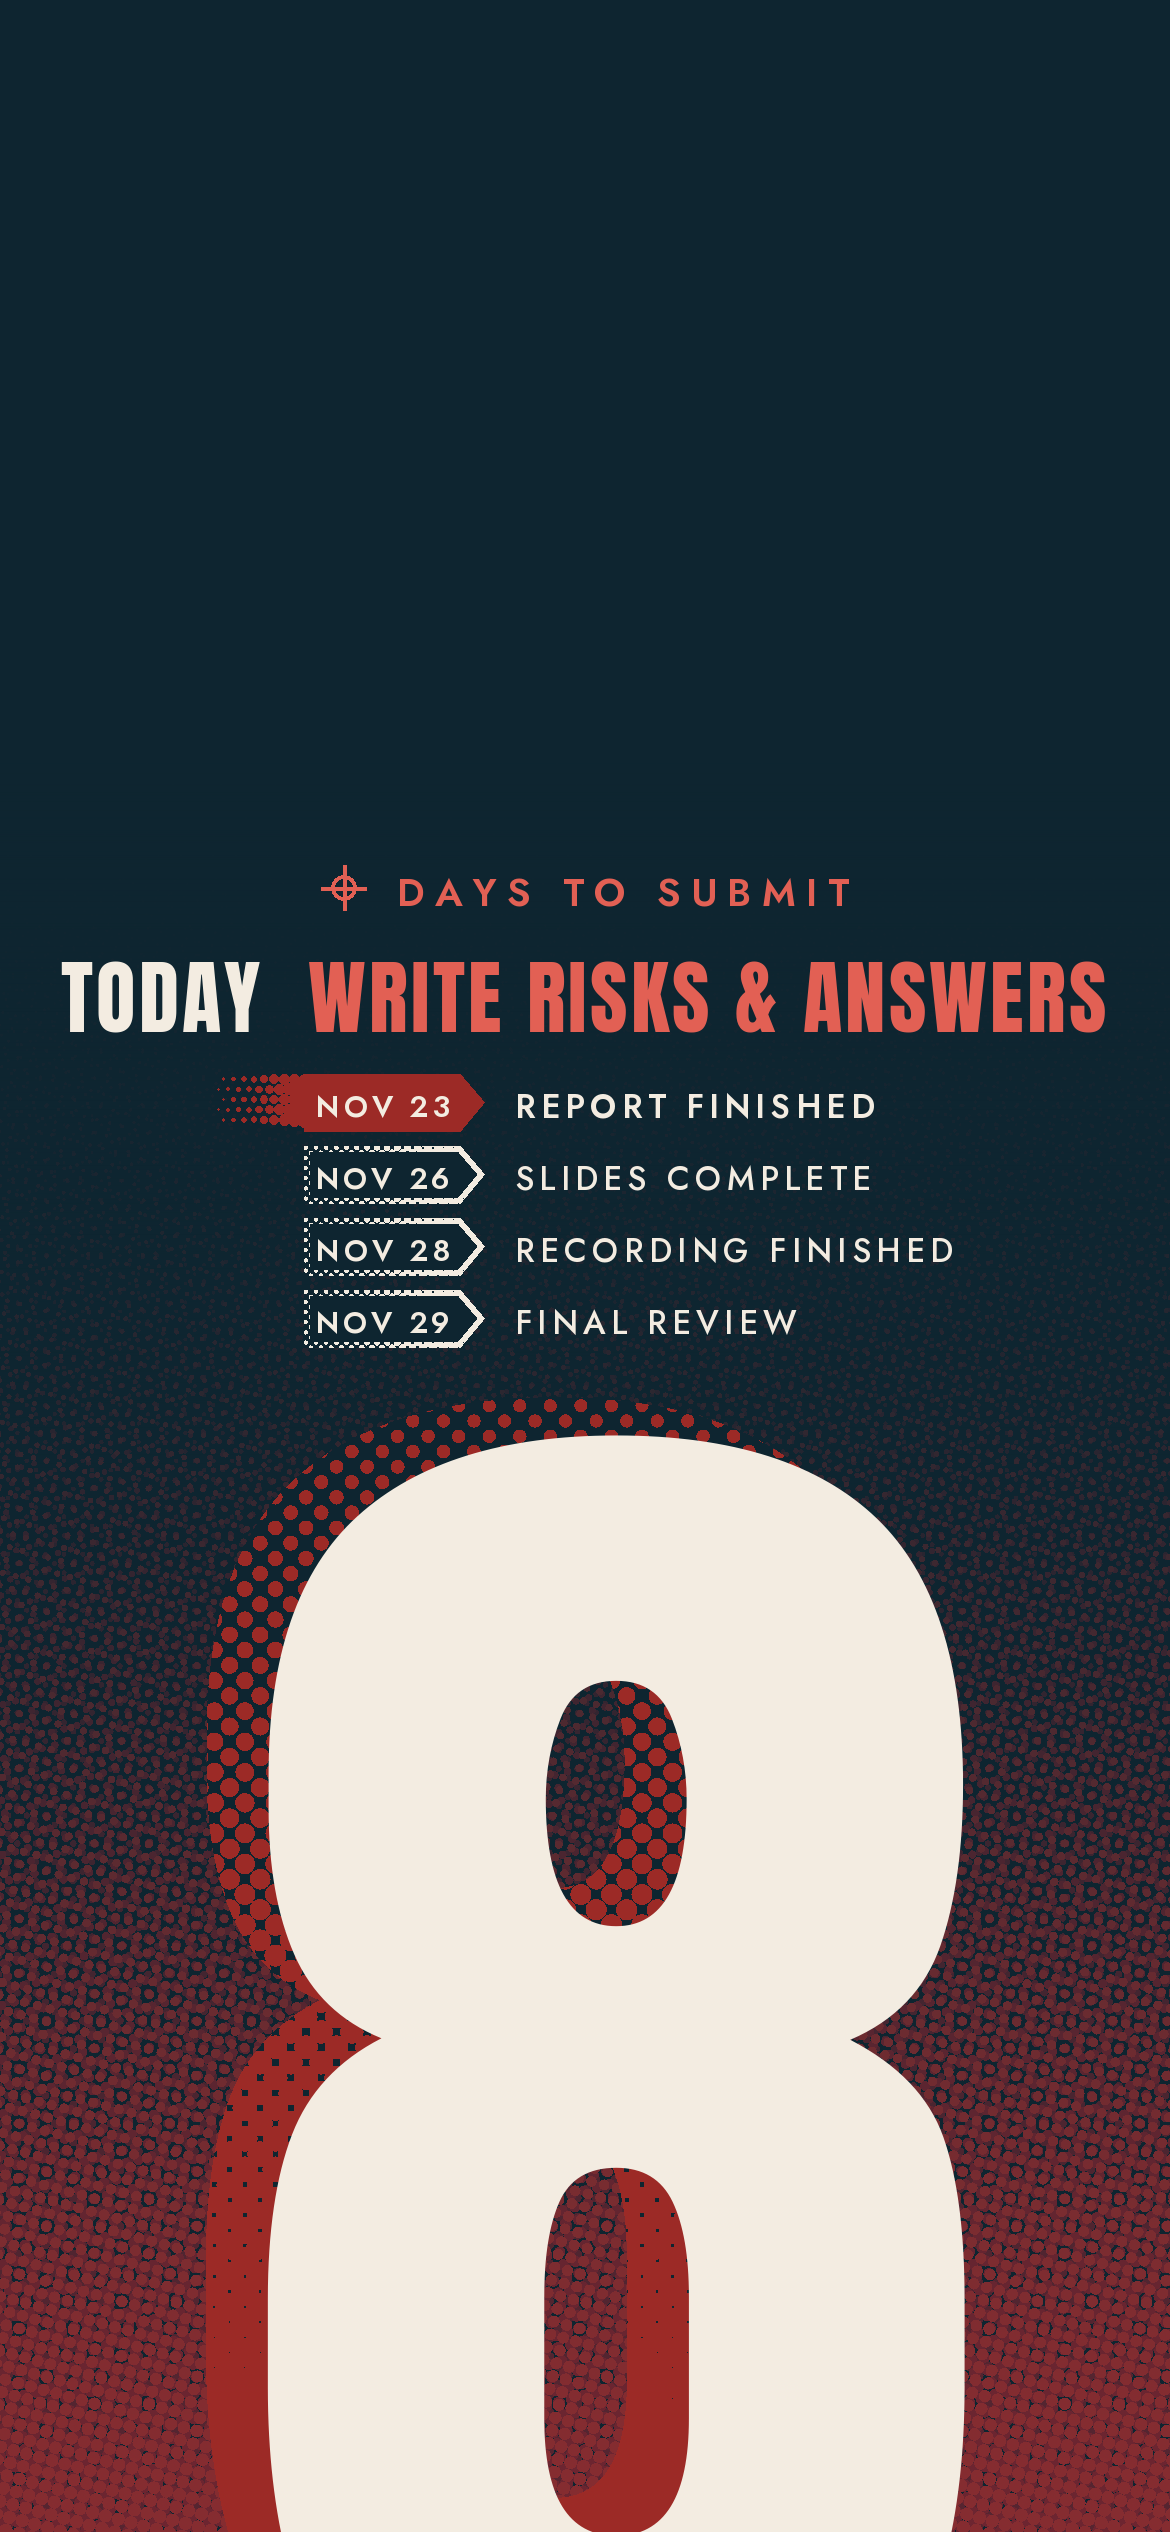 DAYS TO SUBMIT
TODAY WRITE RISKS & ANSWERS
NOV 23 REPORT FINISHED
NOV 26 SLIDES COMPLETE
NOV 28 RECORDING FINISHED
NOV 29 FINAL REVIEW
8